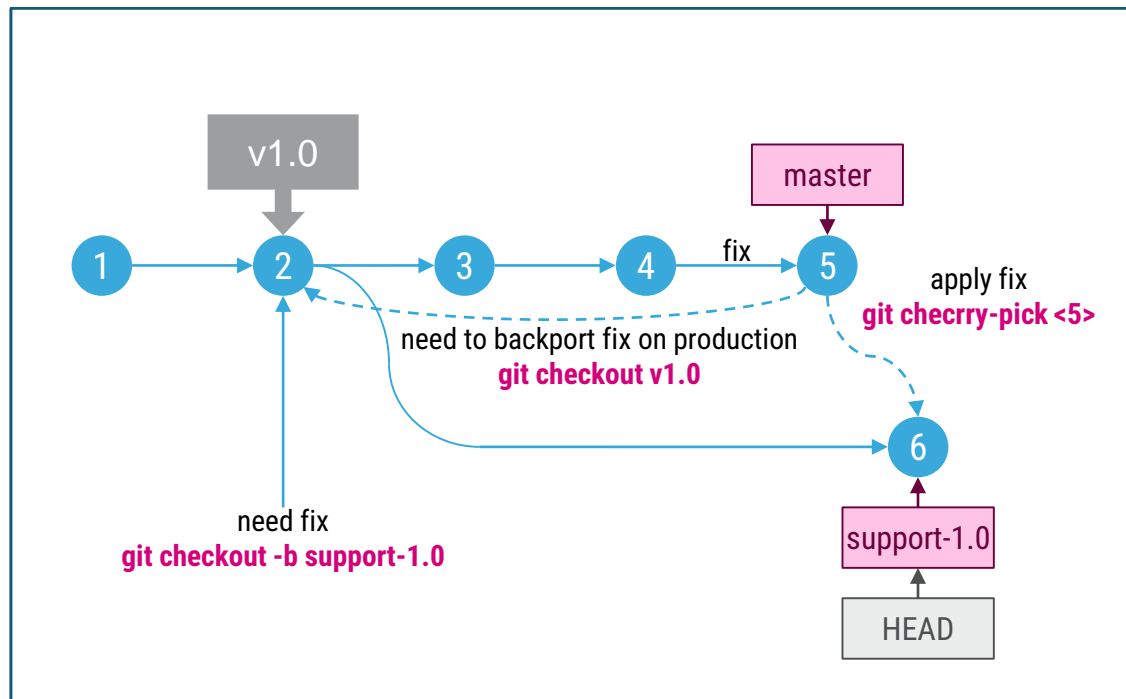 v1.0
master
1
2
3
4
fix
5
apply fix
git checrry-pick <5>
need to backport fix on production
git checkout v1.0
6
need fix
git checkout -b support-1.0
support-1.0
HEAD